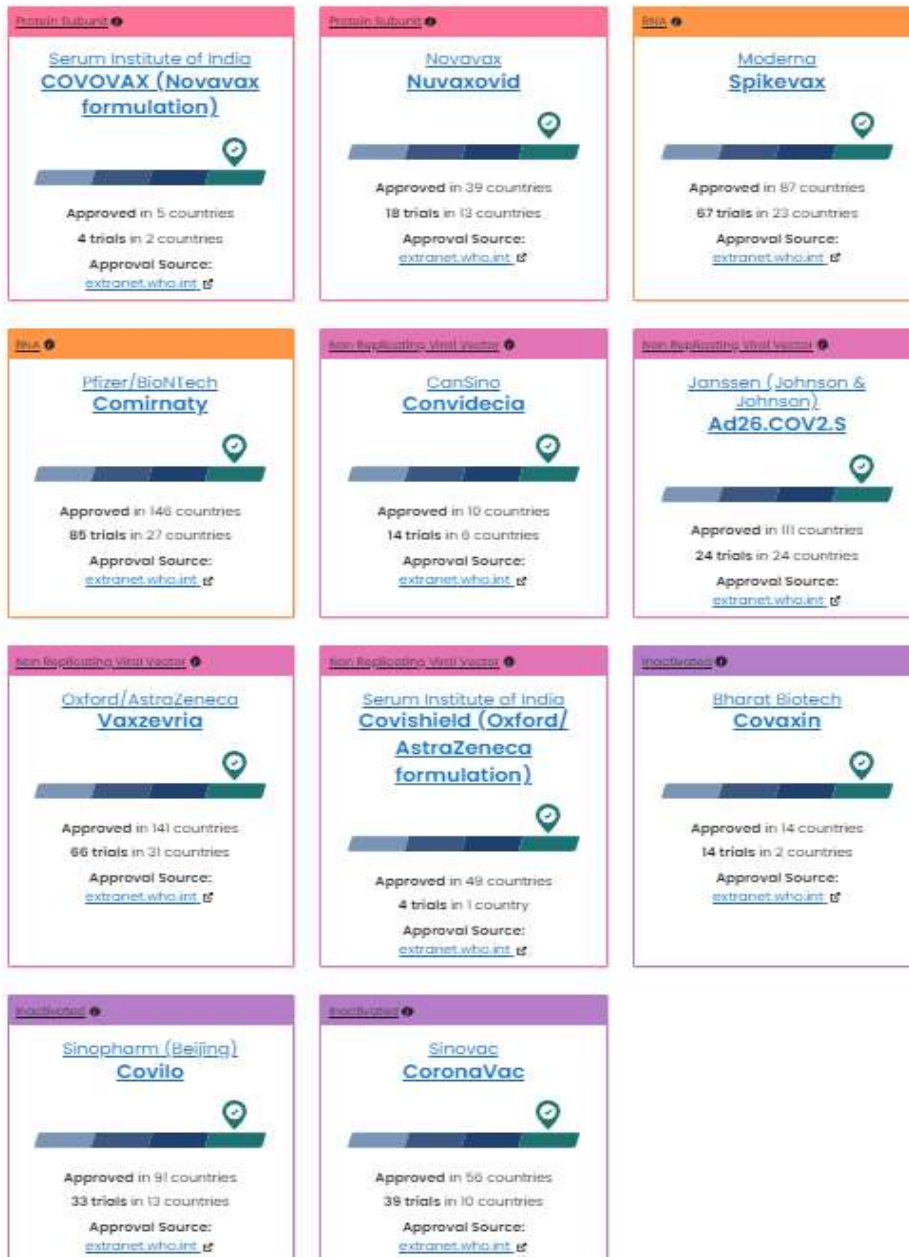 Protein Subunit
Serum Institute of India
COVOVAX (Novavax
formulation)
Approved in 5 countries
4 trials in 2 countries
Approval Source:
extranet.who.int
Protein Subunit
Novavax
Nuvaxovid
Approved in 39 countries
18 trials in 13 countries
Approval Source:
extranet.who.int
RNA
Moderna
Spikevax
Approved in 87 countries
67 trials in 23 countries
Approval Source:
extranet.who.int
RNA
Pfizer/BioNTech
Comirnaty
Approved in 146 countries
85 trials in 27 countries
Approval Source:
extranet.who.int
Non Replicating Viral Vector
CanSino
Convidecia
Approved in 10 countries
14 trials in 6 countries
Approval Source:
extranet.who.int
Non Replicating Viral Vector
Janssen (Johnson &
Johnson)
Ad26.COV2.S
Approved in 111 countries
24 trials in 24 countries
Approval Source:
extranet.who.int
Non Replicating Viral Vector
Oxford/AstraZeneca
Vaxzevria
Approved in 141 countries
66 trials in 31 countries
Approval Source:
extranet.who.int
Non Replicating Viral Vector
Serum Institute of India
Covishield (Oxford/
AstraZeneca
formulation)
Approved in 49 countries
4 trials in 1 country
Approval Source:
extranet.who.int
Inactivated
Bharat Biotech
Covaxin
Approved in 14 countries
14 trials in 2 countries
Approval Source:
extranet.who.int
Inactivated
Sinopharm (Beijing)
Covilo
Approved in 91 countries
33 trials in 13 countries
Approval Source:
extranet.who.int
Inactivated
Sinovac
CoronaVac
Approved in 56 countries
39 trials in 10 countries
Approval Source:
extranet.who.int